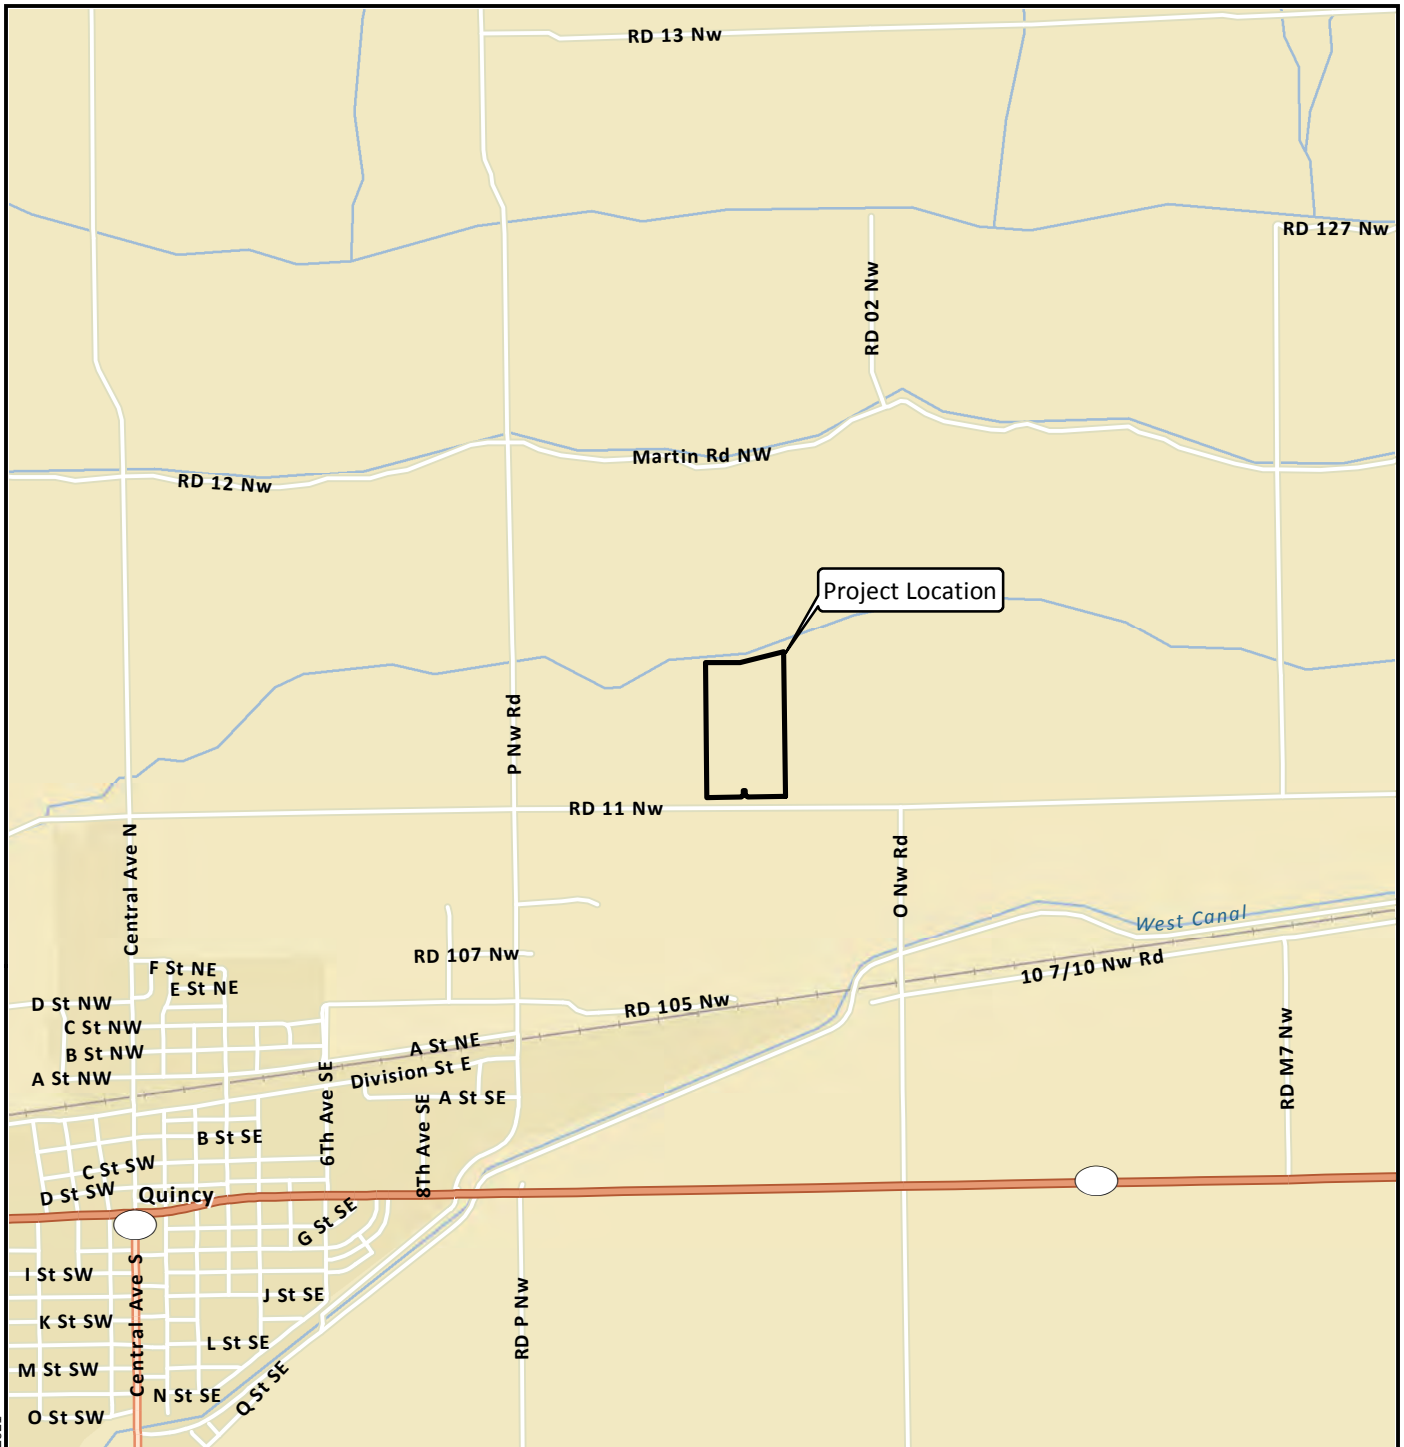 RD 13 Nw
RD 127 Nw
RD 02 Nw
Martin Rd NW
RD 12 Nw
Project Location
P Nw Rd
RD 11 Nw
Central Ave N
O Nw Rd
West Canal
RD 107 Nw
10 7/10 Nw Rd
F St NE
E St NE
D St NW
RD 105 Nw
C St NW
A St NE
B St NW
RD M7 Nw
Division St E
A St NW
A St SE
6Th Ave SE
8Th Ave SE
B St SE
C St SW
D St SW
Quincy
G St SE
I St SW
Central Ave S
J St SE
RD P Nw
K St SW
L St SE
M St SW
Q St SE
N St SE
O St SW